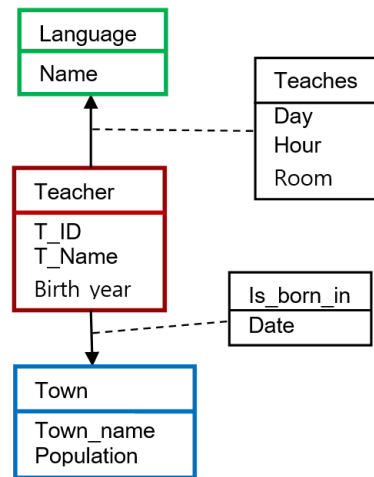 Language
Name
Teaches
Day
Hour
Room
Teacher
T_ID
T_Name
Birth year
Is_born_in
Date
Town
Town_name
Population